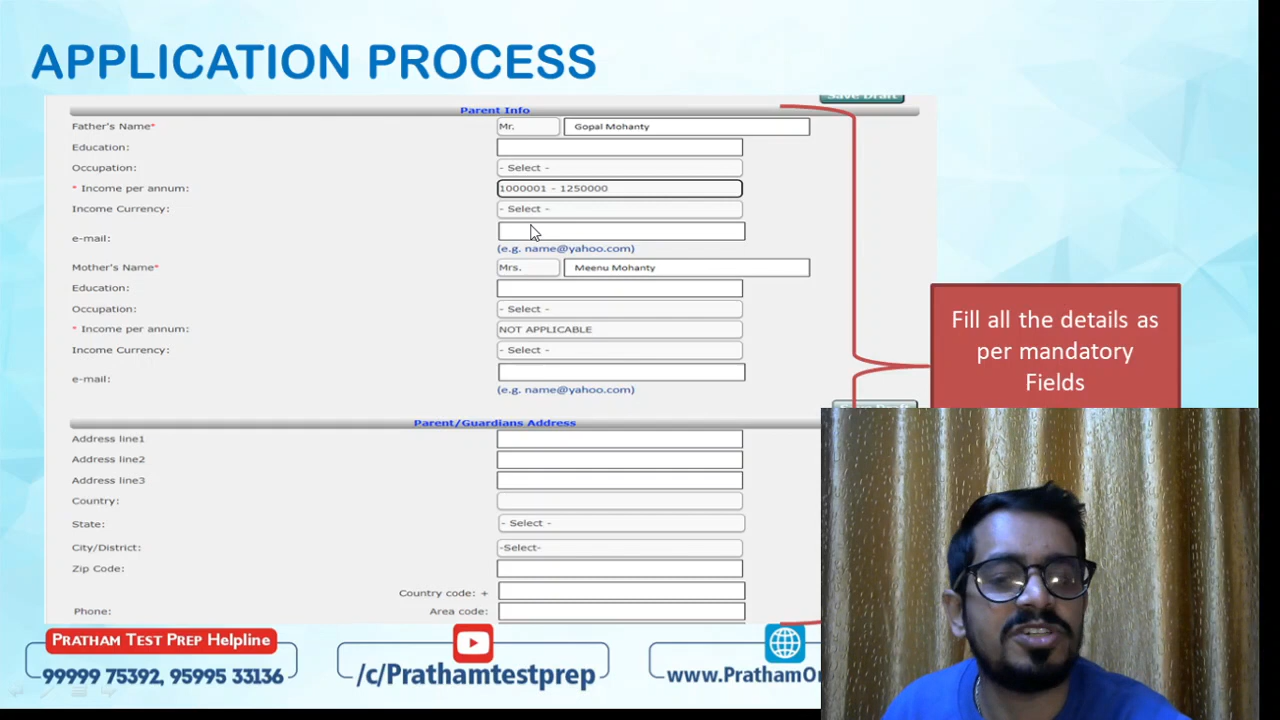 APPLICATION PROCESS
Save Draft
Parent Info
Father's Name* Mr. Gopal Mohanty
Education:
Occupation: - Select -
* Income per annum: 1000001 - 1250000
Income Currency: - Select -
e-mail:
(e.g. name@yahoo.com)
Mother's Name* Mrs. Meenu Mohanty
Education:
Occupation: - Select -
* Income per annum: NOT APPLICABLE
Income Currency: - Select -
e-mail:
(e.g. name@yahoo.com)
Fill all the details as
per mandatory
Fields
Parent/Guardians Address
Address line1
Address line2
Address line3
Country:
State: - Select -
City/District: -Select-
Zip Code:
Country code: +
Phone: Area code:
PRATHAM TEST PREP Helpline
99999 75392, 95995 33136
/c/Prathamtestprep
www.PrathamOn